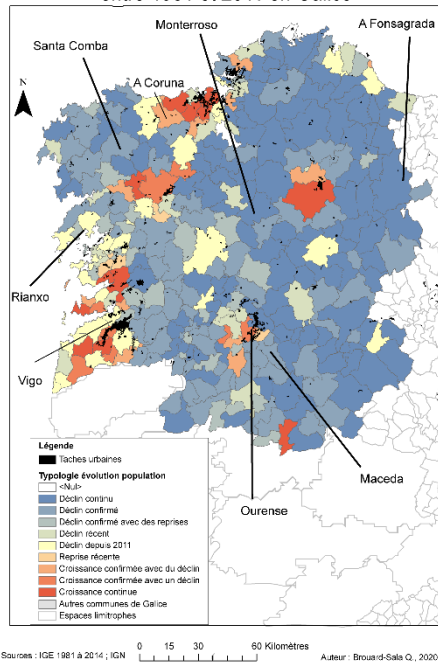 entre 1981 et 2014 en Galice
Monterroso
A Fonsagrada
Santa Comba
A Coruna
N
Rianxo
Vigo
Maceda
Ourense
Légende
Taches urbaines
Typologie évolution population
<Nul>
Déclin continu
Déclin confirmé
Déclin confirmé avec des reprises
Déclin récent
Déclin depuis 2011
Reprise récente
Croissance confirmée avec du déclin
Croissance confirmée avec un déclin
Croissance continue
Autres communes de Galice
Espaces limitrophes
Sources : IGE 1981 à 2014 ; IGN
0 15 30 60 Kilomètres
Auteur : Brouard-Sala Q., 2020